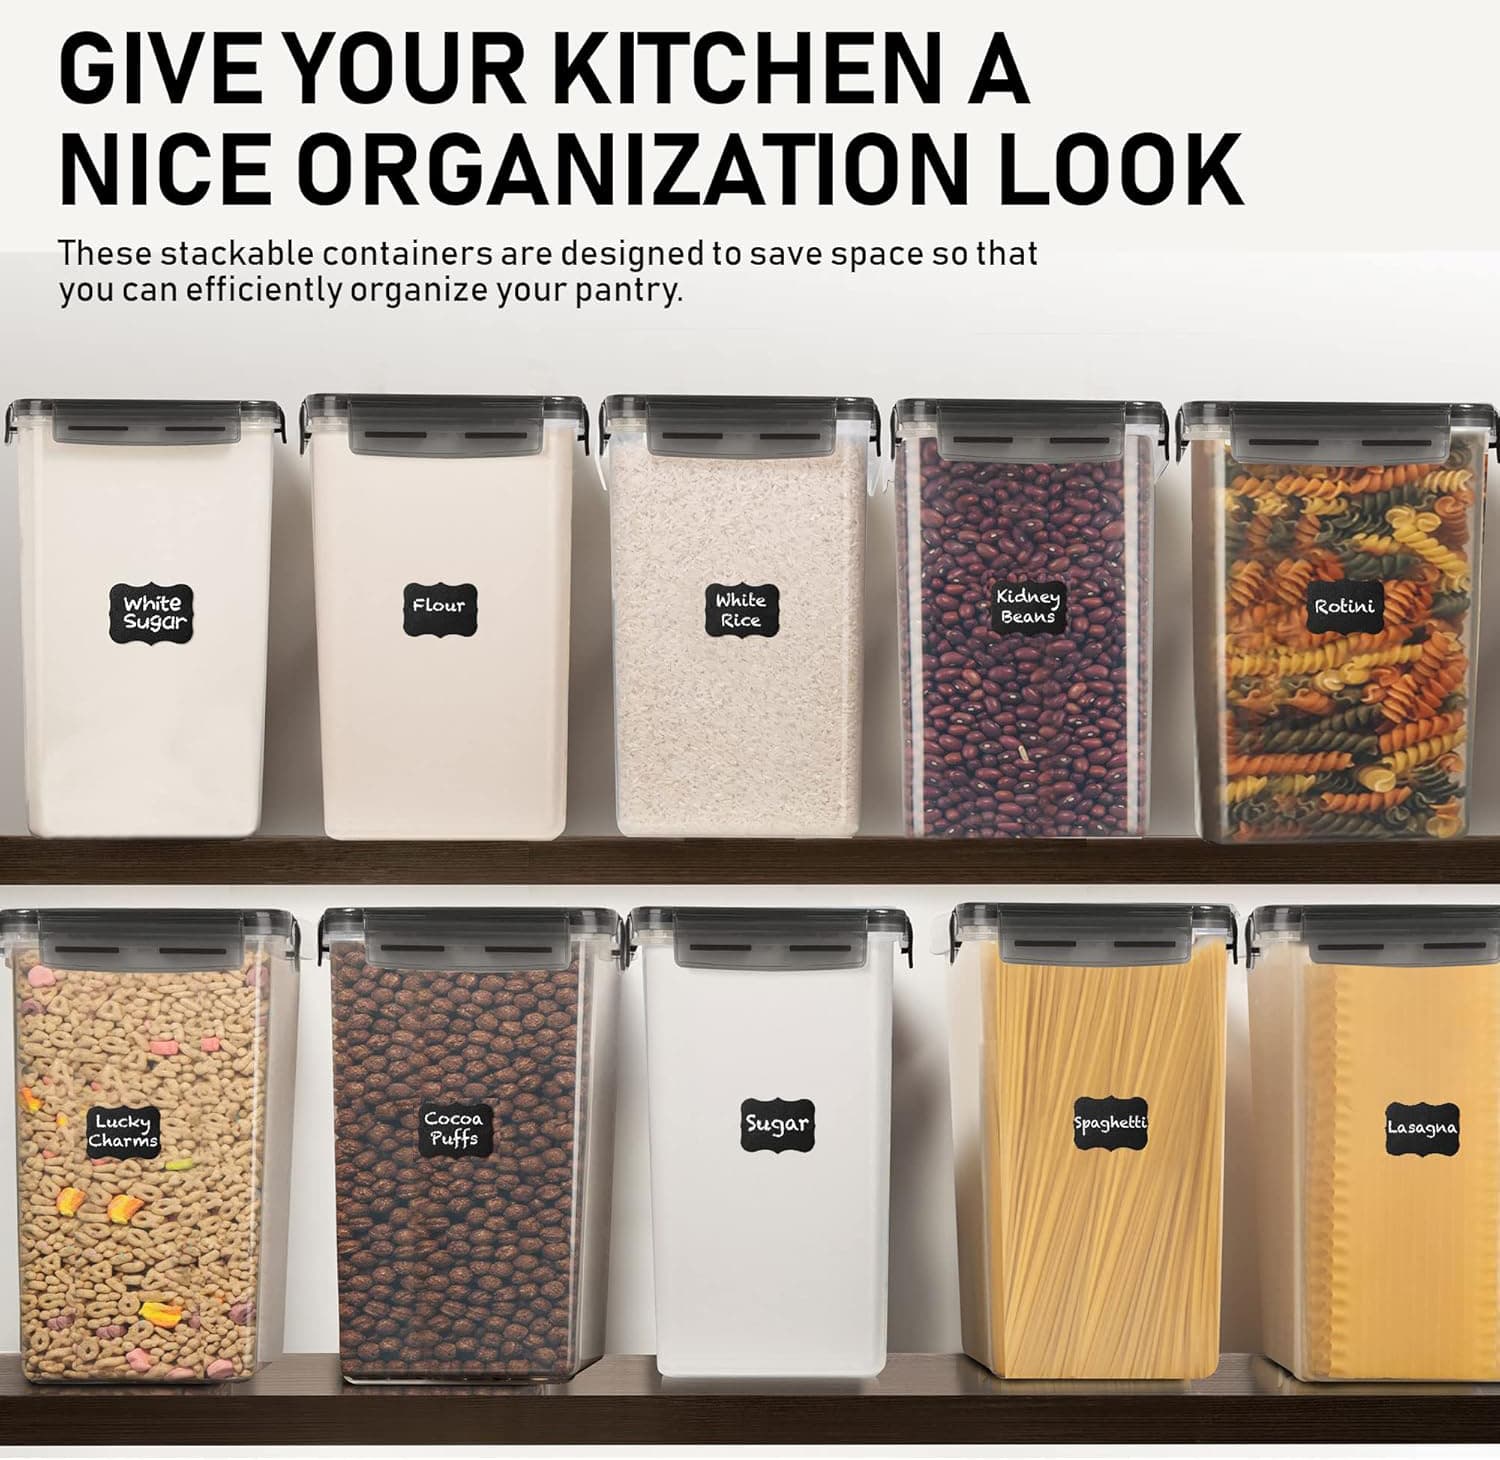 GIVE YOUR KITCHEN A
NICE ORGANIZATION LOOK
These stackable containers are designed to save space so that
you can efficiently organize your pantry.
White
Sugar
Flour
White
Rice
Kidney
Beans
Rotini
Lucky
Charms
Cocoa
Puffs
Sugar
Spaghetti
Lasagna